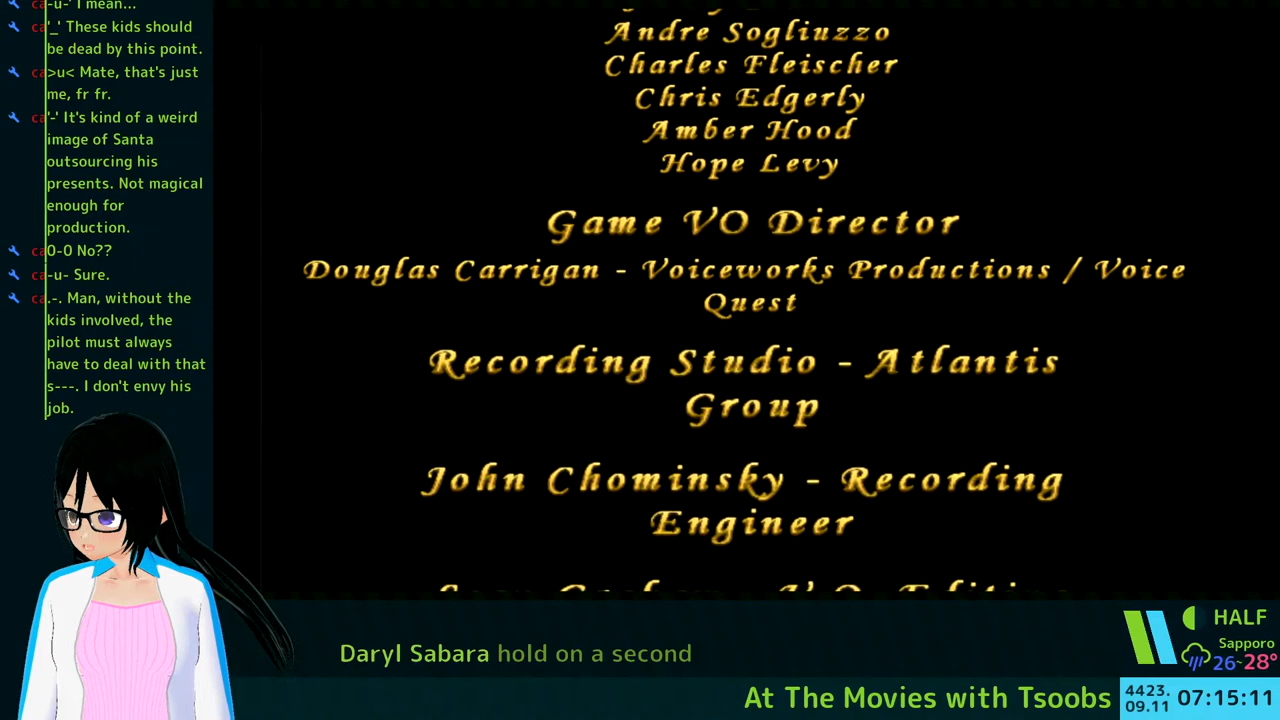 -u-' I mean...
ca'_' These kids should
be dead by this point.
ca>u< Mate, that's just
me, fr fr.
ca'-' It's kind of a weird
image of Santa
outsourcing his
presents. Not magical
enough for
production.
caO-O No??
ca-u- Sure.
ca.-. Man, without the
kids involved, the
pilot must always
have to deal with that
s---. I don't envy his
job.
Andre Sogliuzzo
Charles Fleischer
Chris Edgerly
Amber Hood
Hope Levy
Game VO Director
Douglas Carrigan - Voiceworks Productions / Voice
Quest
Recording Studio - Atlantis
Group
John Chominsky - Recording
Engineer
Daryl Sabara hold on a second
HALF
Sapporo
26~28°
At The Movies with Tsoobs
4423.
09.11
07:15:11